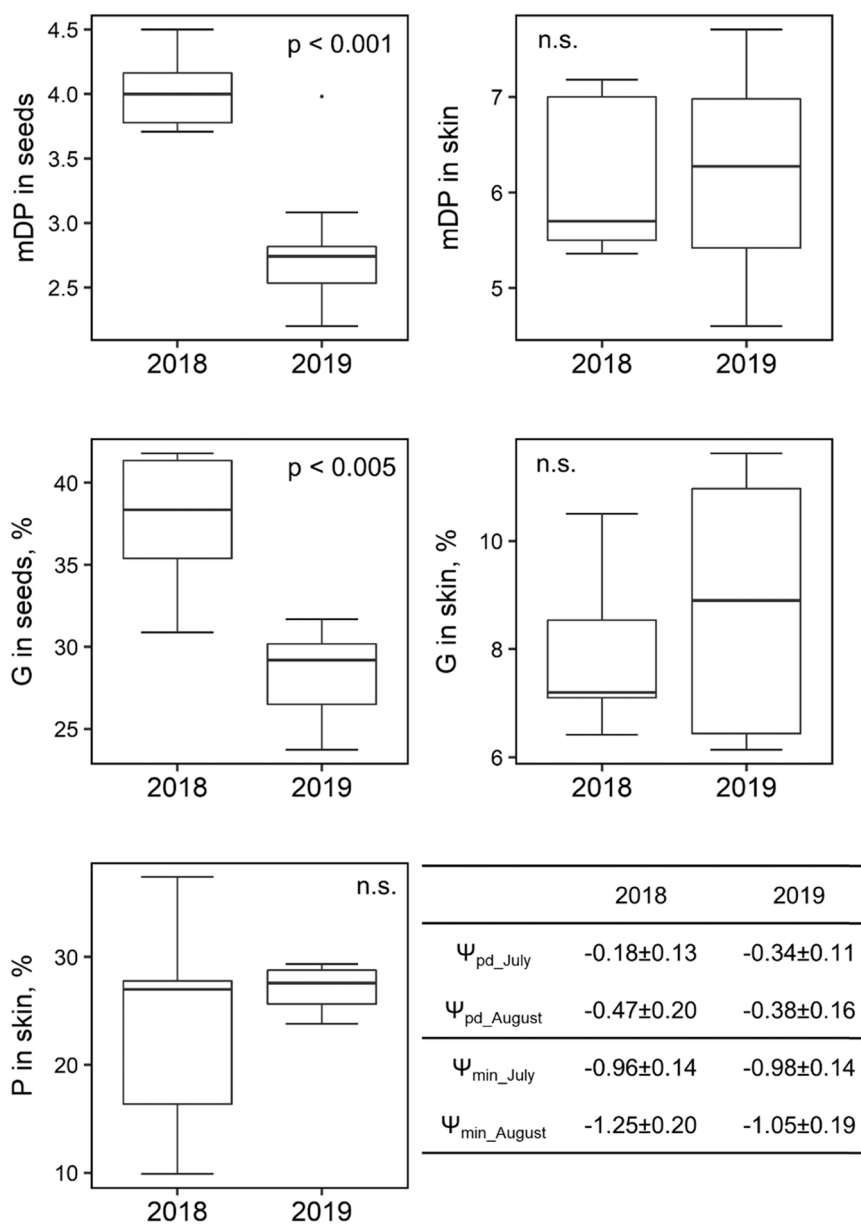 mDP in seeds
4.5
4.0
3.5
3.0
2.5
p < 0.001
2018 2019
mDP in skin
7
6
5
n.s.
2018 2019
G in seeds, %
40
35
30
25
p < 0.005
2018 2019
G in skin, %
10
8
6
n.s.
2018 2019
P in skin, %
30
20
10
n.s.
2018 2019
2018 2019
Ψpd_July -0.18±0.13 -0.34±0.11
Ψpd_August -0.47±0.20 -0.38±0.16
Ψmin_July -0.96±0.14 -0.98±0.14
Ψmin_August -1.25±0.20 -1.05±0.19